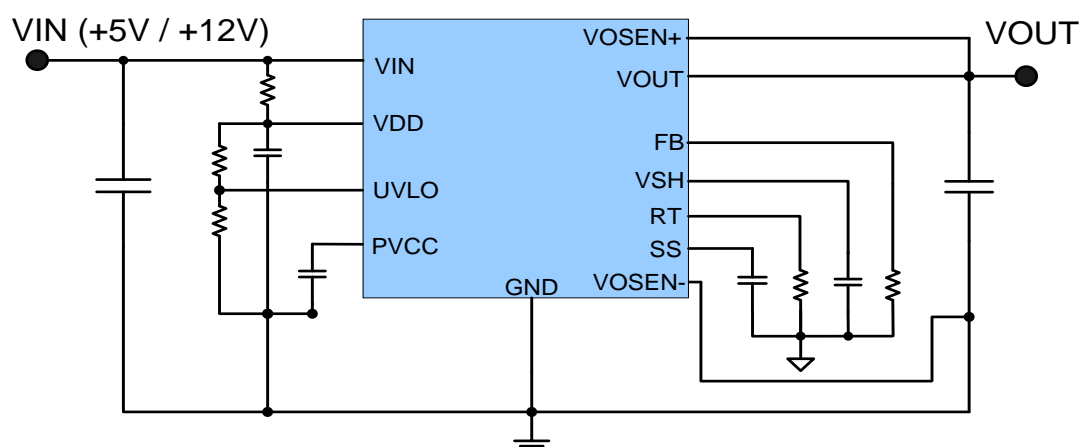 VIN (+5V / +12V)
VIN
VDD
UVLO
PVCC
GND
VOSEN+
VOUT
FB
VSH
RT
SS
VOSEN-
VOUT